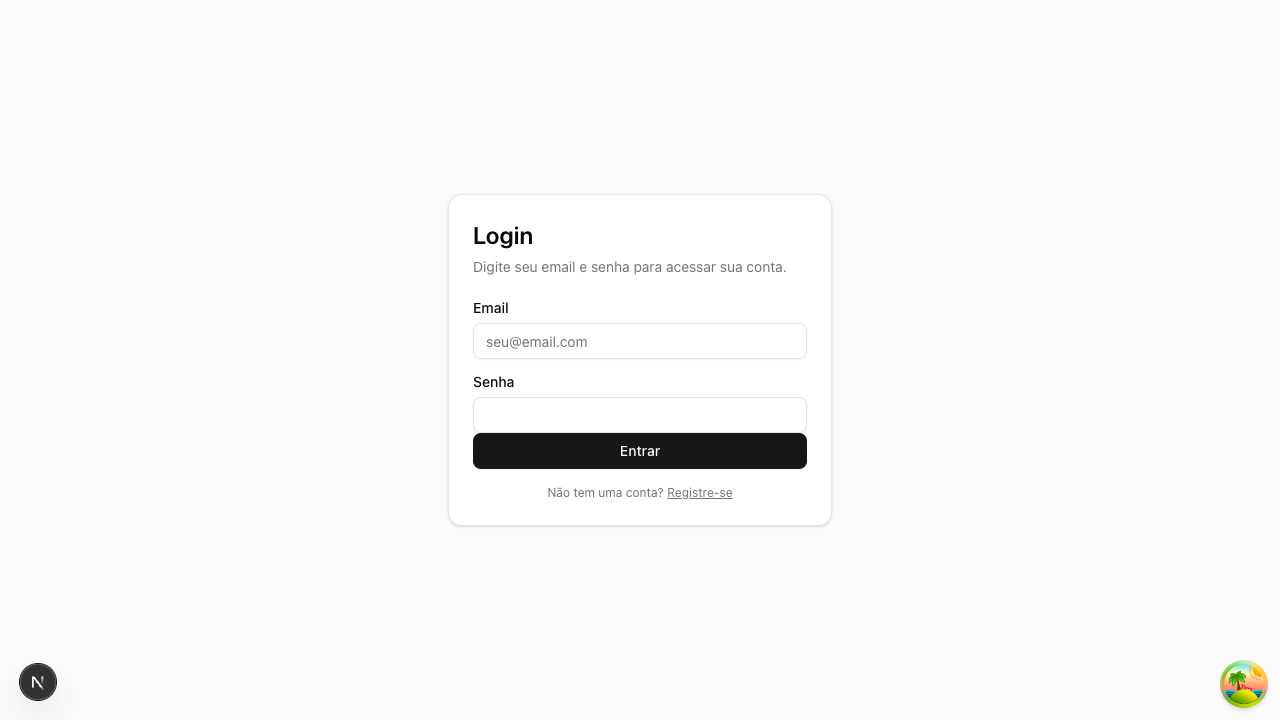 Login
Digite seu email e senha para acessar sua conta.
Email
seu@email.com
Senha
Entrar
Não tem uma conta? Registre-se
N